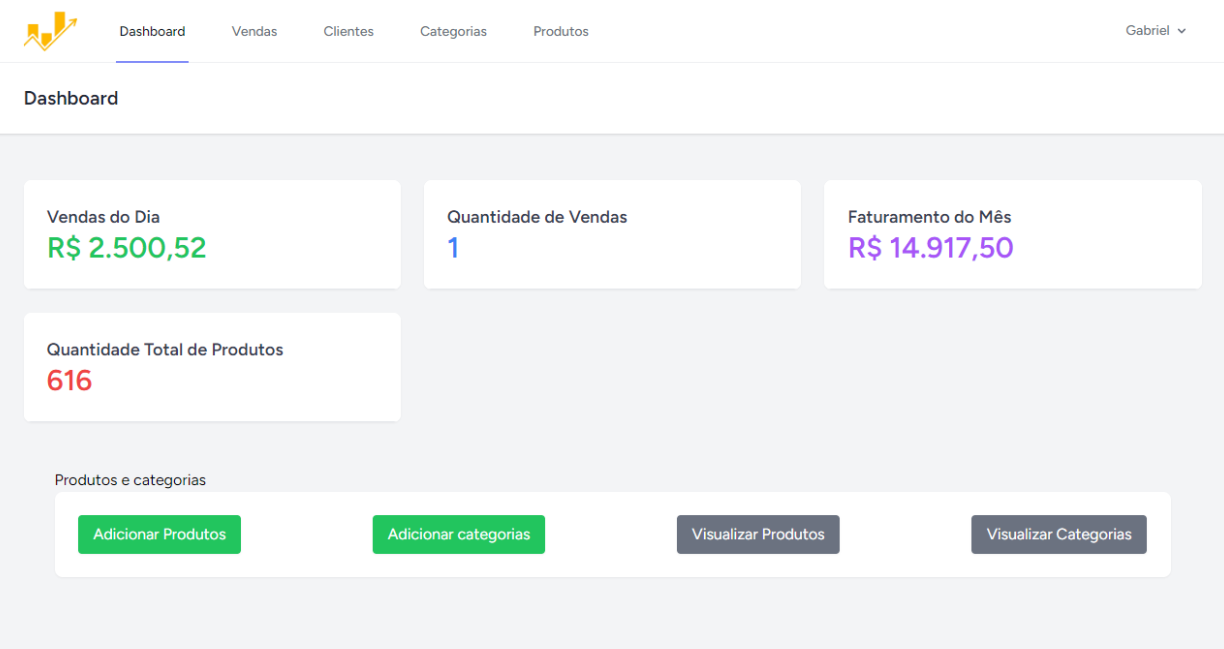 Dashboard Vendas Clientes Categorias Produtos Gabriel
Dashboard
Vendas do Dia
R$ 2.500,52
Quantidade de Vendas
1
Faturamento do Mês
R$ 14.917,50
Quantidade Total de Produtos
616
Produtos e categorias
Adicionar Produtos Adicionar categorias Visualizar Produtos Visualizar Categorias